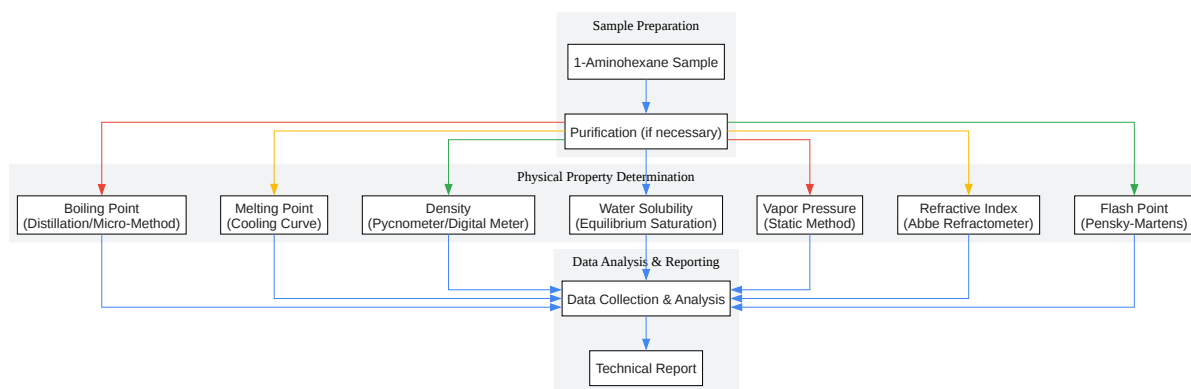 Sample Preparation
1-Aminohexane Sample
Purification (if necessary)
Physical Property Determination
Boiling Point
(Distillation/Micro-Method)
Melting Point
(Cooling Curve)
Density
(Pycnometer/Digital Meter)
Water Solubility
(Equilibrium Saturation)
Vapor Pressure
(Static Method)
Refractive Index
(Abbe Refractometer)
Flash Point
(Pensky-Martens)
Data Analysis & Reporting
Data Collection & Analysis
Technical Report